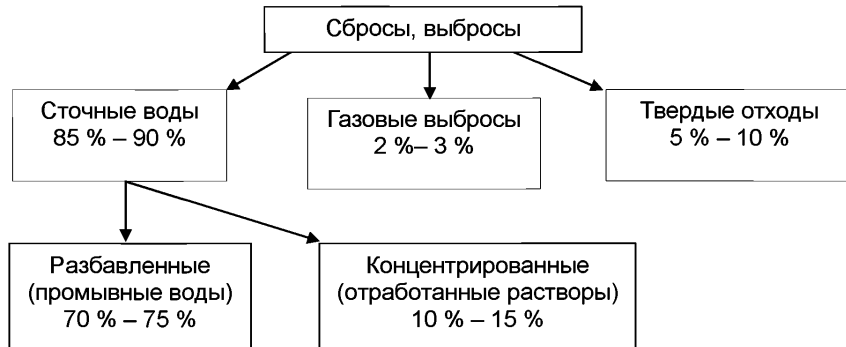 Сбросы, выбросы
Сточные воды
85 % – 90 %
Газовые выбросы
2 %– 3 %
Твердые отходы
5 % – 10 %
Разбавленные
(промывные воды)
70 % – 75 %
Концентрированные
(отработанные растворы)
10 % – 15 %